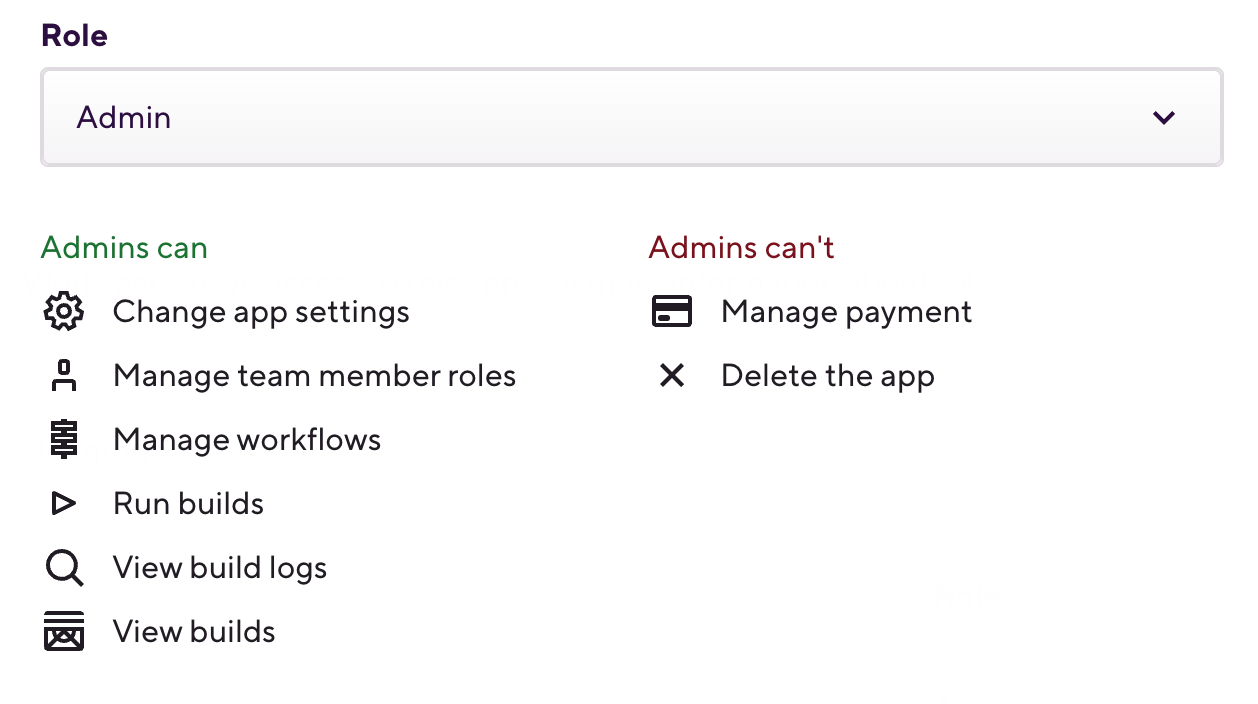 Role
Admin
Admins can
Change app settings
Manage team member roles
Manage workflows
Run builds
View build logs
View builds
Admins can't
Manage payment
Delete the app